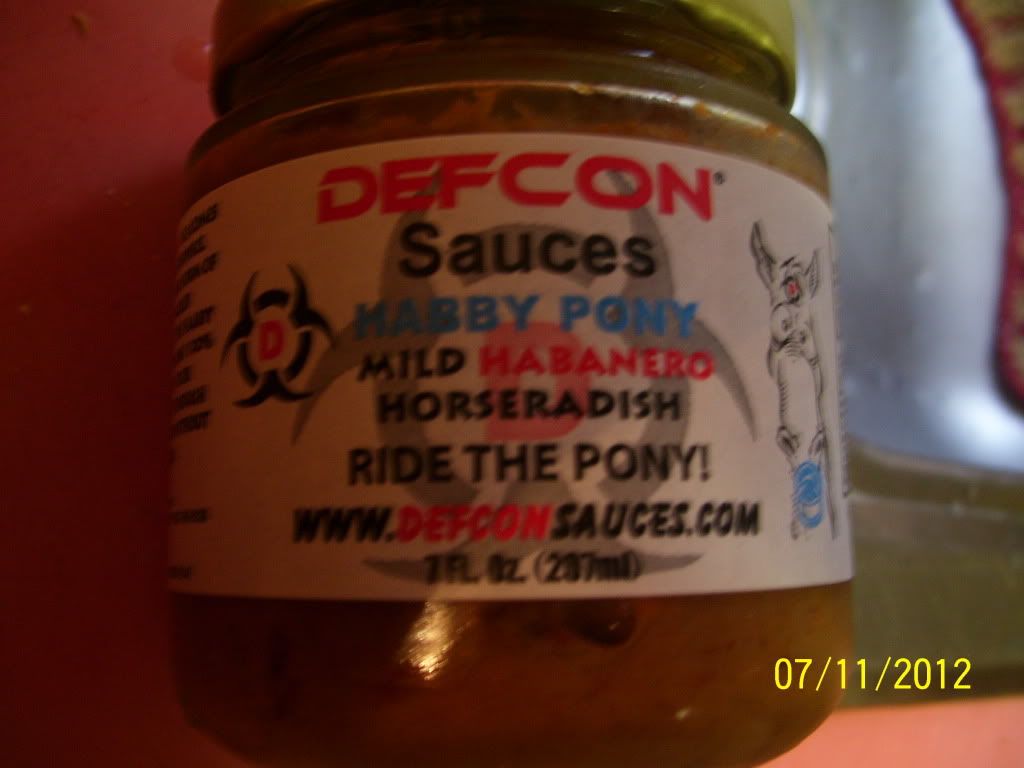 DEFCON®
Sauces
HABBY PONY
MILD HABANERO
HORSERADISH
RIDE THE PONY!
WWW.DEFCONSAUCES.COM
7 FL. Oz. (207ml)
D
07/11/2012